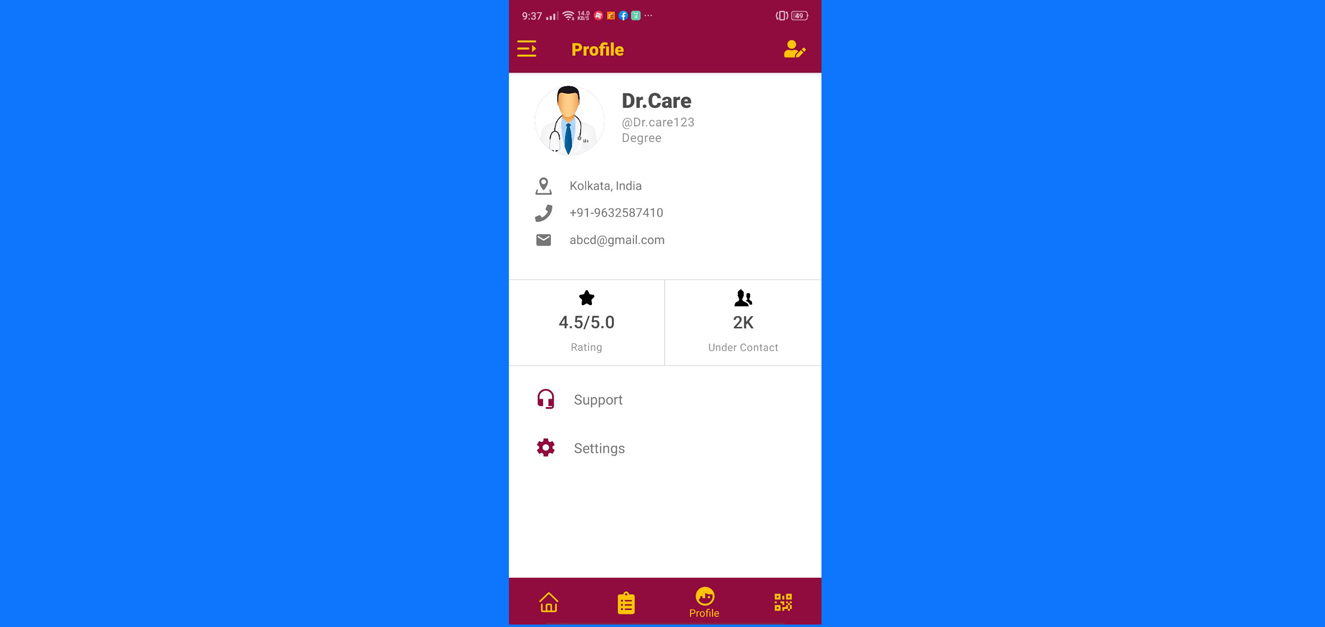 9:37 14.0 KB/S 49
Profile
Dr.Care
@Dr.care123
Degree
Kolkata, India
+91-9632587410
abcd@gmail.com
4.5/5.0
Rating
2K
Under Contact
Support
Settings
Profile